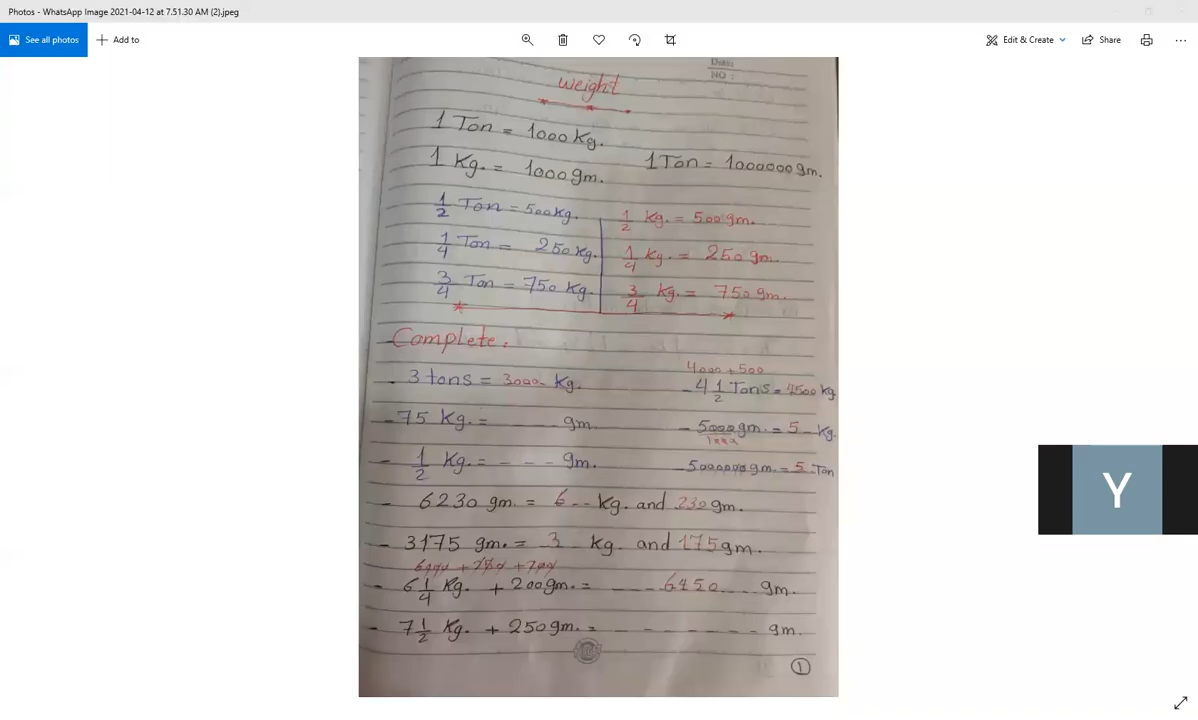 Photos - WhatsApp Image 2021-04-12 at 7.51.30 AM (2).jpeg
See all photos
Add to
Edit & Create
Share
Date:
NO :
Weight
1 Ton = 1000 Kg.
1 Kg. = 1000 gm.
1 Ton = 1000000 gm.
1/2 Ton = 500 Kg.
1/4 Ton = 250 Kg.
3/4 Ton = 750 Kg.
1/2 Kg. = 500 gm.
1/4 Kg. = 250 gm.
3/4 Kg. = 750 gm.
Complete:
- 3 tons = 3000 Kg.
4000 + 500
- 4 1/2 Tons = 4500 kg
- 75 Kg. = ------ gm.
- 5000 gm. = 5 -- Kg.
- 1/2 Kg. = - - - gm.
- 5000000 gm. = 5 Ton
- 6230 gm. = 6 -- Kg. and 230 gm.
- 3175 gm. = 3 Kg. and 175 gm.
- 6 1/4 Kg. + 200 gm. = ---- 6450 ---- gm.
- 7 1/2 Kg. + 250 gm. = - - - - - - - gm.
1
Y